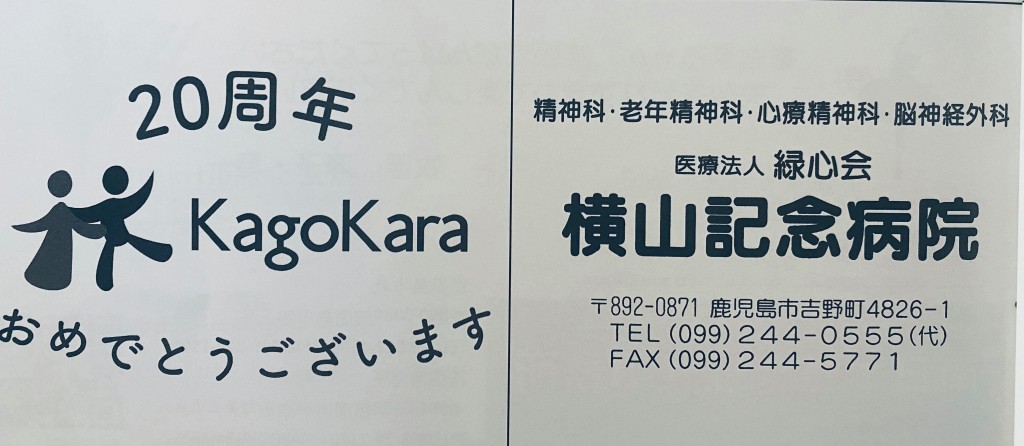 20周年
KagoKara
おめでとうございます
精神科・老年精神科・心療精神科・脳神経外科
医療法人 緑心会
横山記念病院
〒892-0871 鹿児島市吉野町4826-1
TEL (099) 244-0555(代)
FAX (099) 244-5771